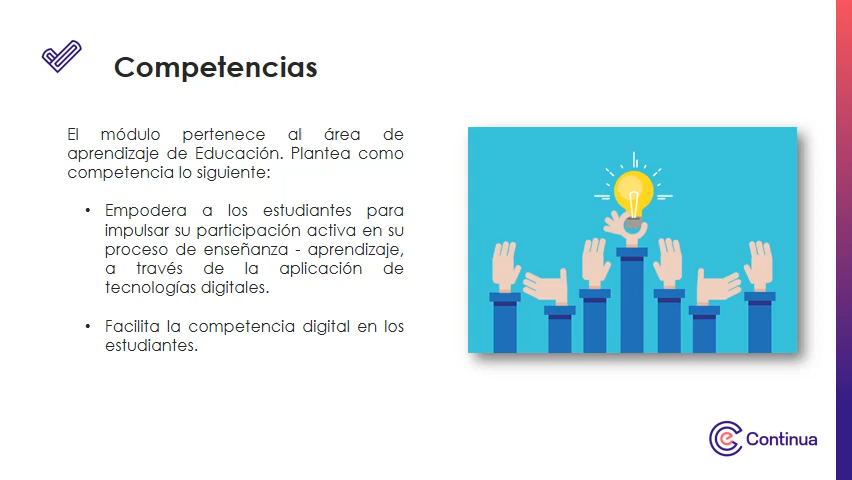 Competencias
El módulo pertenece al área de
aprendizaje de Educación. Plantea como
competencia lo siguiente:
• Empodera a los estudiantes para
impulsar su participación activa en su
proceso de enseñanza - aprendizaje,
a través de la aplicación de
tecnologías digitales.
• Facilita la competencia digital en los
estudiantes.
Continua